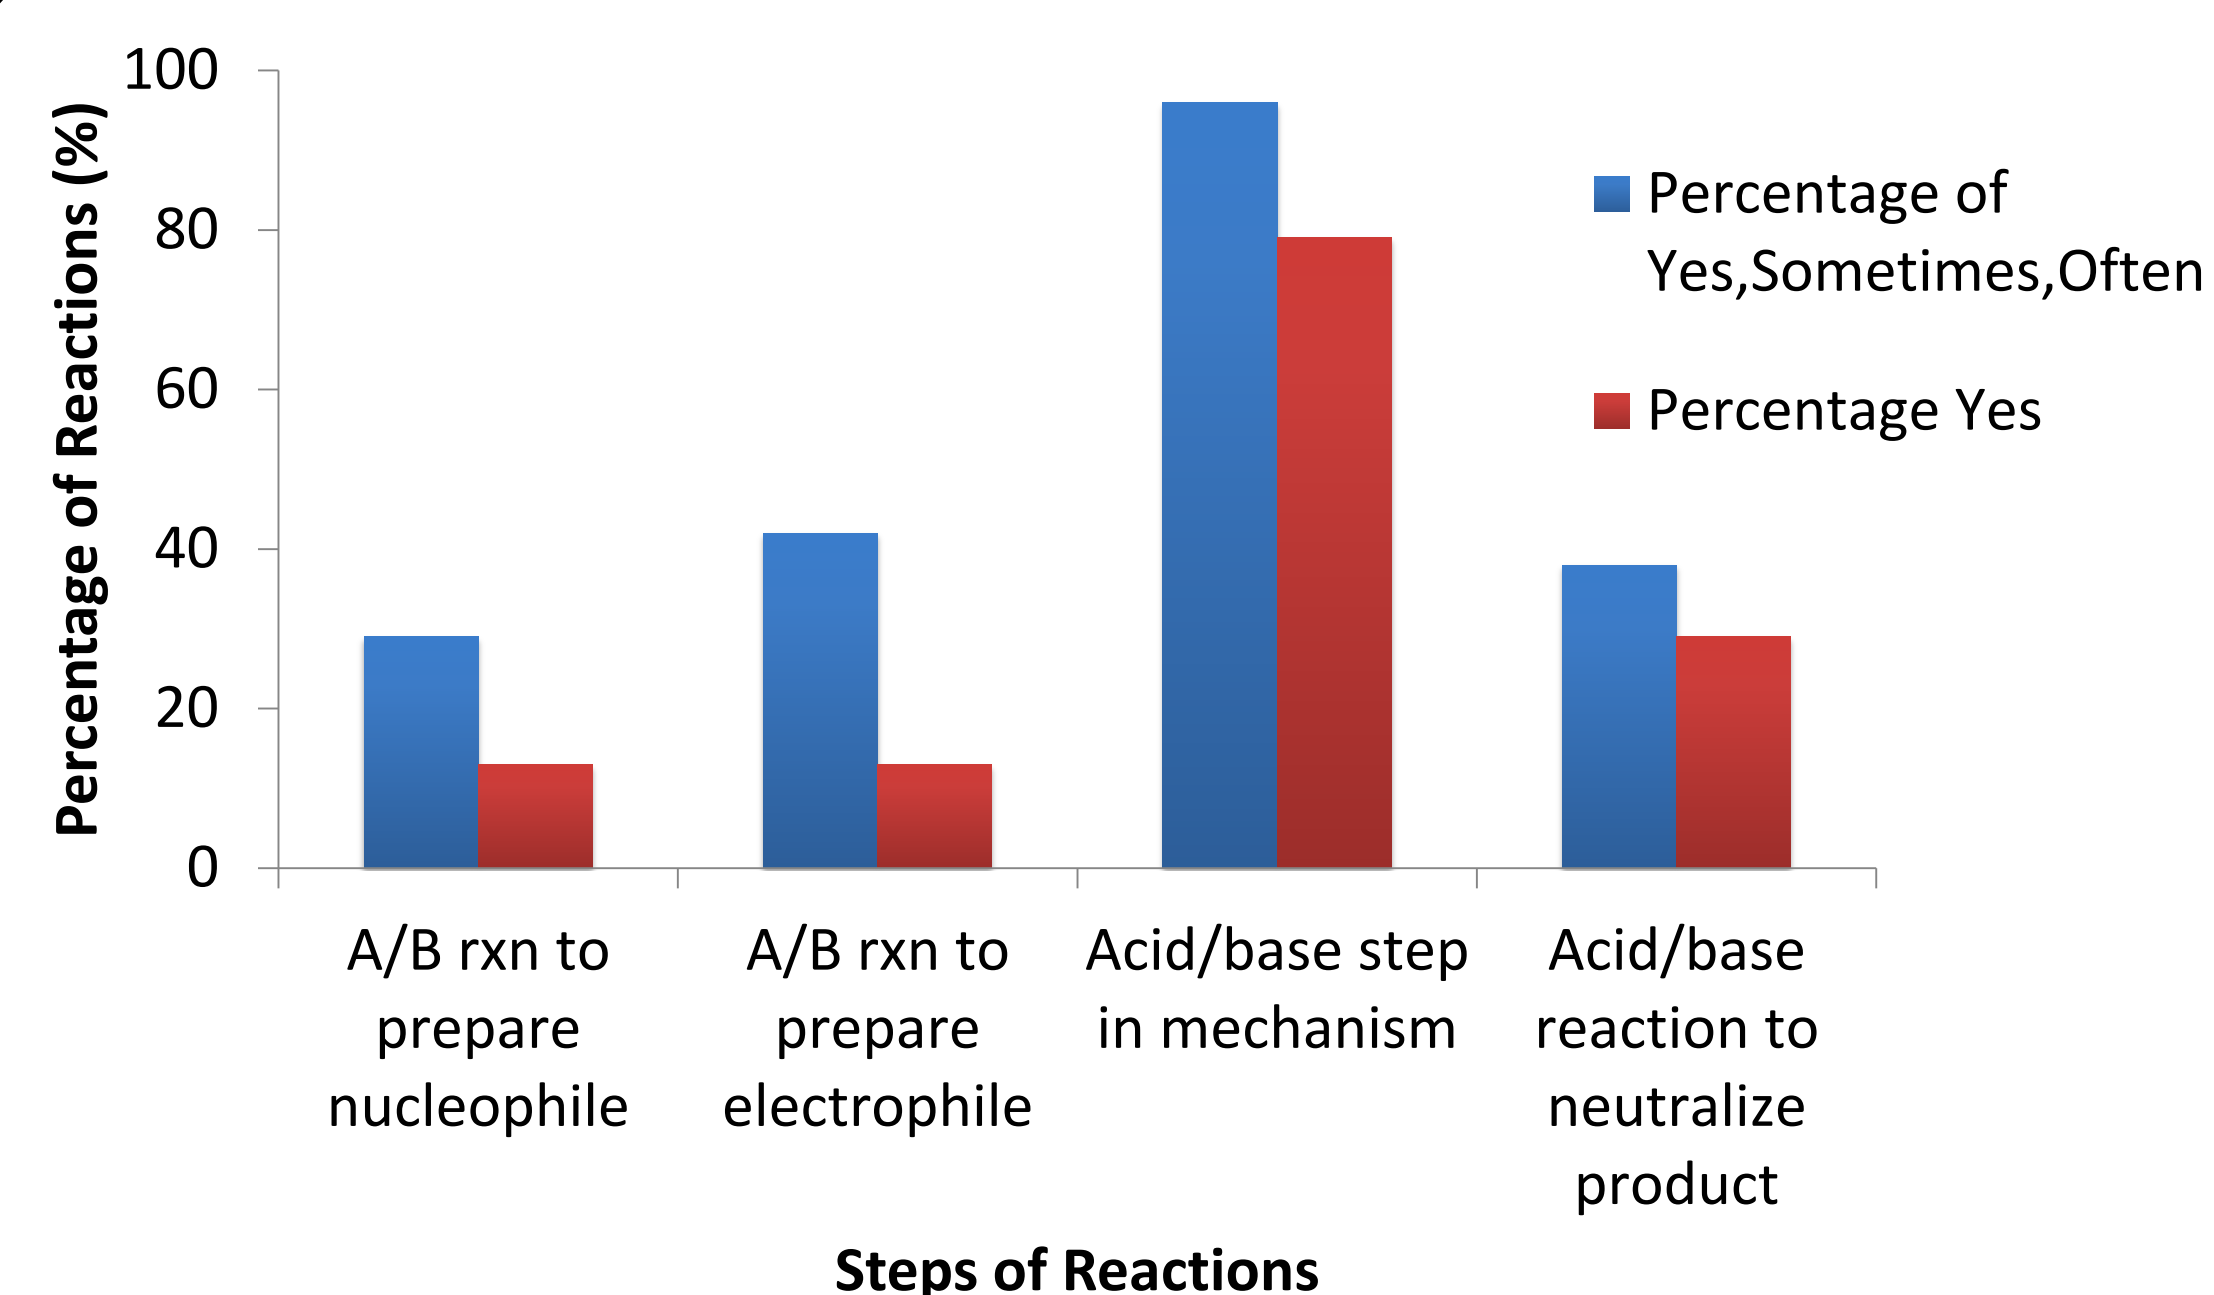 Percentage of Reactions (%)
100
80
60
40
20
0
Percentage of
Yes,Sometimes,Often
Percentage Yes
A/B rxn to
prepare
nucleophile
A/B rxn to
prepare
electrophile
Acid/base step
in mechanism
Acid/base
reaction to
neutralize
product
Steps of Reactions